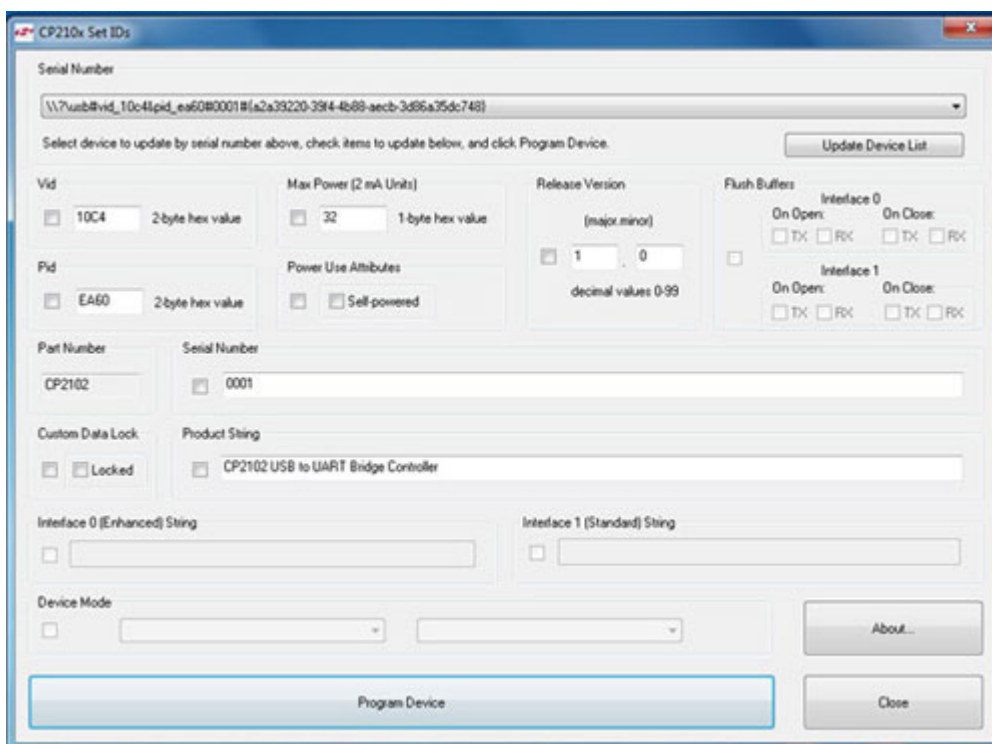 CP210x Set IDs
Serial Number
\\?\usb#vid_10c4&pid_ea60#0001#{a2a39220-39f4-4b88-aecb-3d86a35dc748}
Select device to update by serial number above, check items to update below, and click Program Device.
Update Device List
Vid
10C4 2-byte hex value
Max Power (2 mA Units)
32 1-byte hex value
Release Version
(major.minor)
1 . 0
decimal values 0-99
Flush Buffers
Interface 0
On Open: On Close:
TX RX TX RX
Interface 1
On Open: On Close:
TX RX TX RX
Pid
EA60 2-byte hex value
Power Use Attributes
Self-powered
Part Number
CP2102
Serial Number
0001
Custom Data Lock
Locked
Product String
CP2102 USB to UART Bridge Controller
Interface 0 (Enhanced) String
Interface 1 (Standard) String
Device Mode
About...
Program Device
Close